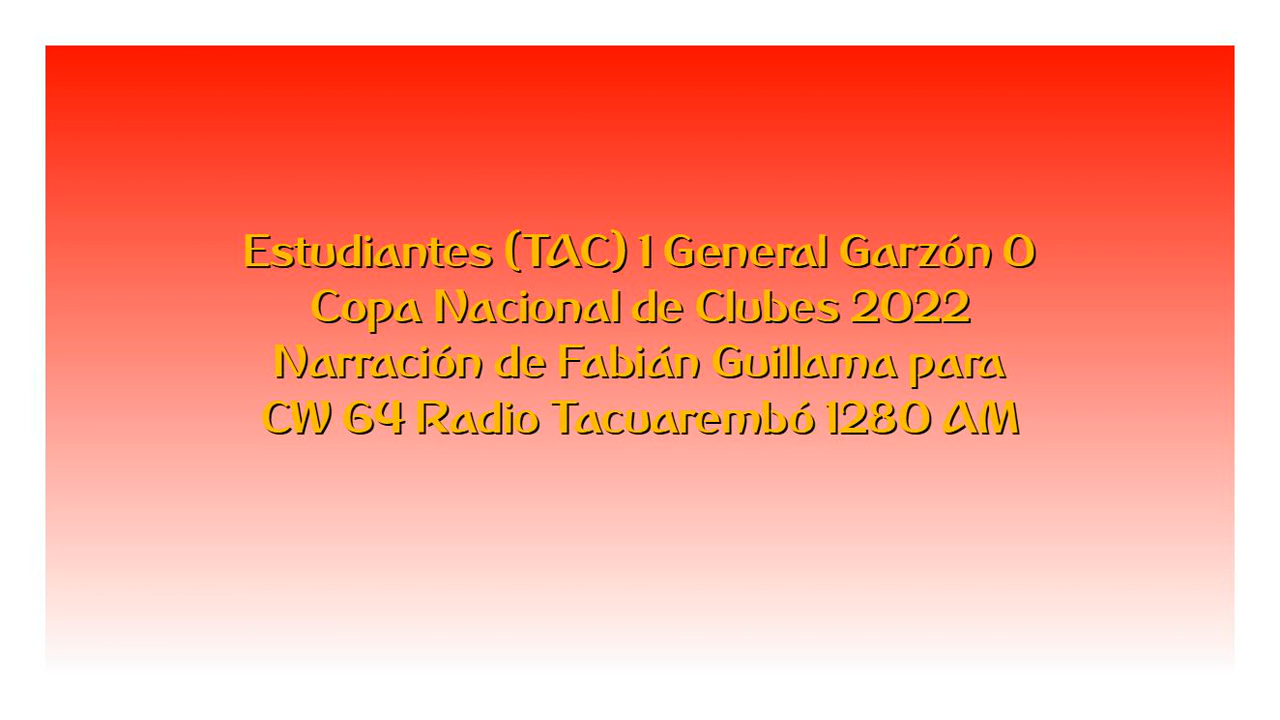 Estudiantes (TAC) 1 General Garzón 0
Copa Nacional de Clubes 2022
Narración de Fabián Guillama para
CW 64 Radio Tacuarembó 1280 AM